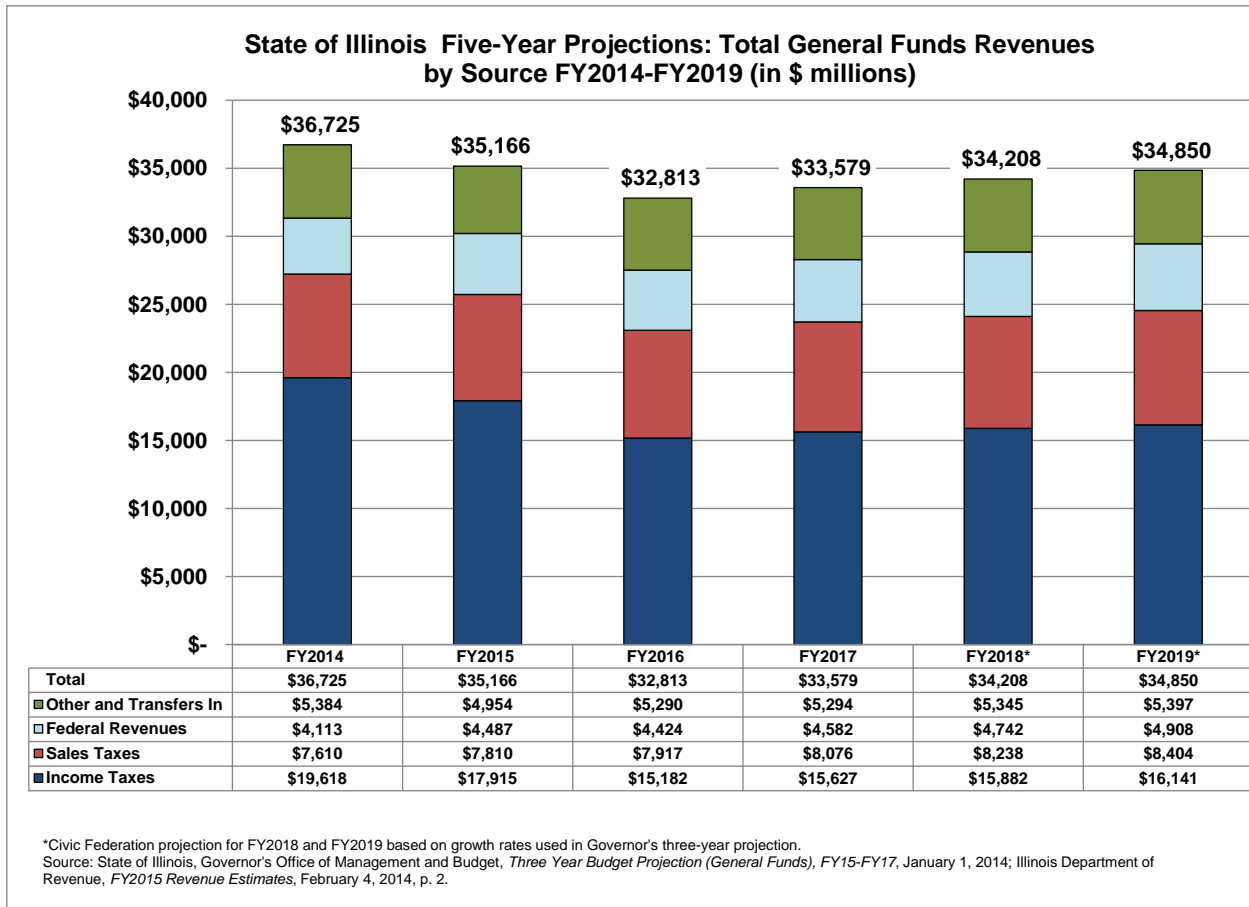 State of Illinois  Five-Year Projections: Total General Funds Revenues
by Source FY2014-FY2019 (in $ millions)
$40,000
$35,000
$30,000
$25,000
$20,000
$15,000
$10,000
$5,000
$-
$36,725
$35,166
$32,813
$33,579
$34,208
$34,850
FY2014 FY2015 FY2016 FY2017 FY2018* FY2019*
Total $36,725 $35,166 $32,813 $33,579 $34,208 $34,850
Other and Transfers In $5,384 $4,954 $5,290 $5,294 $5,345 $5,397
Federal Revenues $4,113 $4,487 $4,424 $4,582 $4,742 $4,908
Sales Taxes $7,610 $7,810 $7,917 $8,076 $8,238 $8,404
Income Taxes $19,618 $17,915 $15,182 $15,627 $15,882 $16,141
*Civic Federation projection for FY2018 and FY2019 based on growth rates used in Governor's three-year projection.
Source: State of Illinois, Governor's Office of Management and Budget, Three Year Budget Projection (General Funds), FY15-FY17, January 1, 2014; Illinois Department of
Revenue, FY2015 Revenue Estimates, February 4, 2014, p. 2.